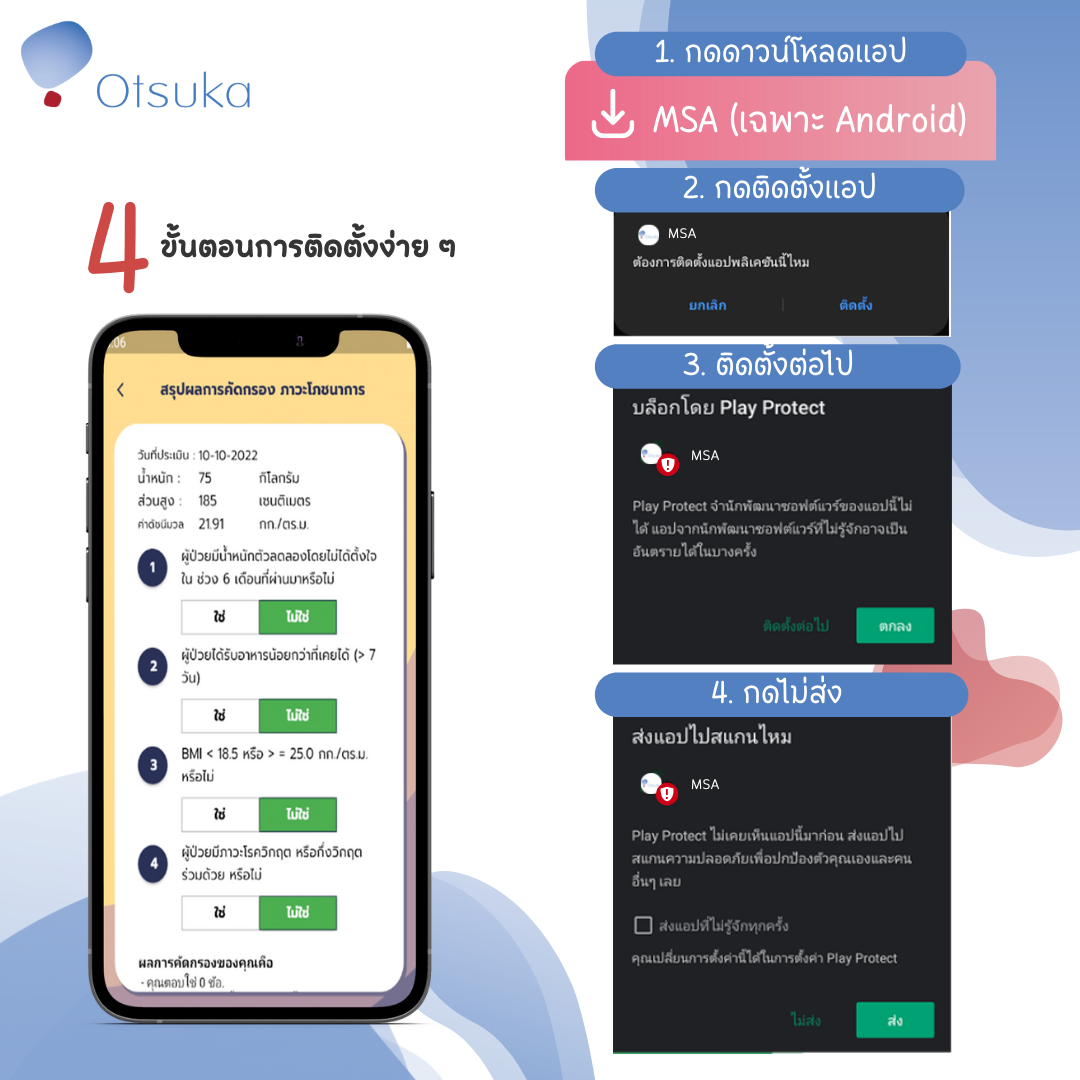 Otsuka
4 ขั้นตอนการติดตั้งง่าย ๆ
:06
สรุปผลการคัดกรอง ภาวะโภชนาการ
วันที่ประเมิน : 10-10-2022
น้ำหนัก : 75 กิโลกรัม
ส่วนสูง : 185 เซนติเมตร
ค่าดัชนีมวล 21.91 กก./ตร.ม.
1 ผู้ป่วยมีน้ำหนักตัวลดลองโดยไม่ได้ตั้งใจ
ใน ช่วง 6 เดือนที่ผ่านมาหรือไม่
ใช่ ไม่ใช่
2 ผู้ป่วยได้รับอาหารน้อยกว่าที่เคยได้ (> 7
วัน)
ใช่ ไม่ใช่
3 BMI < 18.5 หรือ > = 25.0 กก./ตร.ม.
หรือไม่
ใช่ ไม่ใช่
4 ผู้ป่วยมีภาวะโรควิกฤต หรือกึ่งวิกฤต
ร่วมด้วย หรือไม่
ใช่ ไม่ใช่
ผลการคัดกรองของคุณคือ
- คุณตอบใช่ 0 ข้อ.
1. กดดาวน์โหลดแอป
MSA (เฉพาะ Android)
2. กดติดตั้งแอป
MSA
ต้องการติดตั้งแอปพลิเคชันนี้ไหม
ยกเลิก ติดตั้ง
3. ติดตั้งต่อไป
บล็อกโดย Play Protect
MSA
Play Protect จำนักพัฒนาซอฟต์แวร์ของแอปนี้ไม่
ได้ แอปจากนักพัฒนาซอฟต์แวร์ที่ไม่รู้จักอาจเป็น
อันตรายได้ในบางครั้ง
ติดตั้งต่อไป ตกลง
4. กดไม่ส่ง
ส่งแอปไปสแกนไหม
MSA
Play Protect ไม่เคยเห็นแอปนี้มาก่อน ส่งแอปไป
สแกนความปลอดภัยเพื่อปกป้องตัวคุณเองและคน
อื่นๆ เลย
ส่งแอปที่ไม่รู้จักทุกครั้ง
คุณเปลี่ยนการตั้งค่านี้ได้ในการตั้งค่า Play Protect
ไม่ส่ง ส่ง